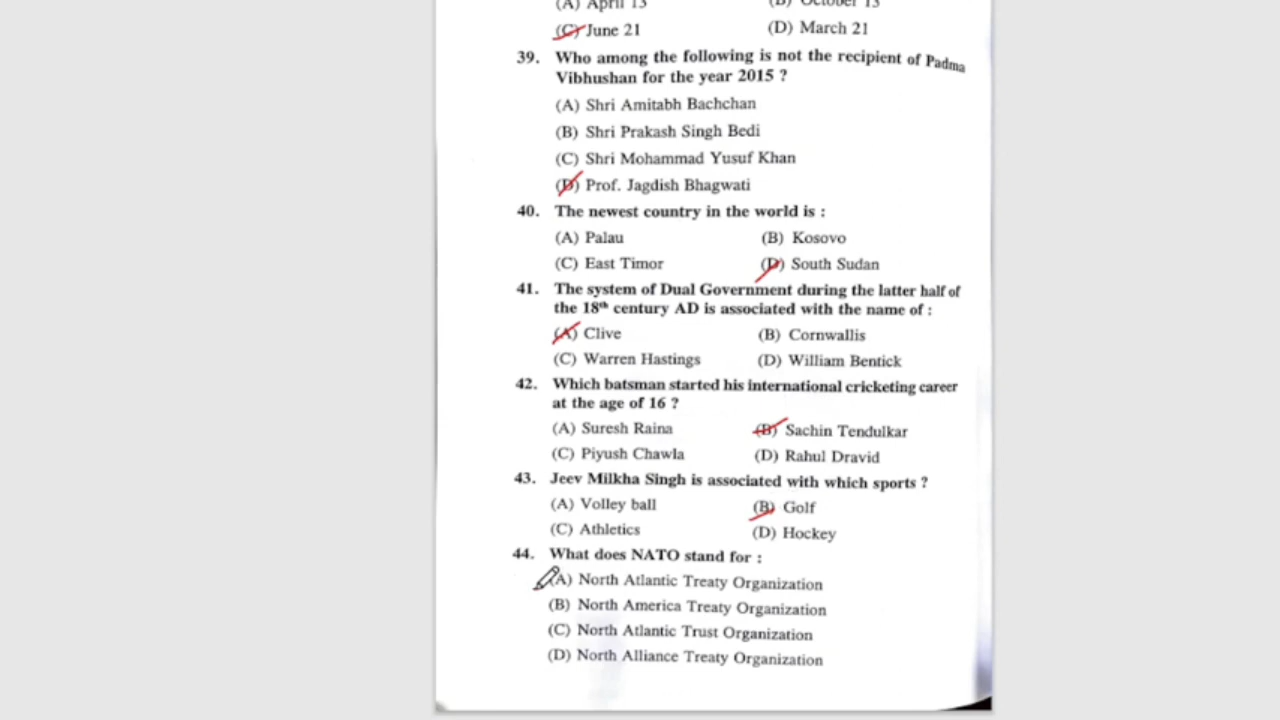 (A) April 13 (B) October 13
(C) June 21 (D) March 21
39. Who among the following is not the recipient of Padma
Vibhushan for the year 2015 ?
(A) Shri Amitabh Bachchan
(B) Shri Prakash Singh Bedi
(C) Shri Mohammad Yusuf Khan
(D) Prof. Jagdish Bhagwati
40. The newest country in the world is :
(A) Palau (B) Kosovo
(C) East Timor (D) South Sudan
41. The system of Dual Government during the latter half of
the 18th century AD is associated with the name of :
(A) Clive (B) Cornwallis
(C) Warren Hastings (D) William Bentick
42. Which batsman started his international cricketing career
at the age of 16 ?
(A) Suresh Raina (B) Sachin Tendulkar
(C) Piyush Chawla (D) Rahul Dravid
43. Jeev Milkha Singh is associated with which sports ?
(A) Volley ball (B) Golf
(C) Athletics (D) Hockey
44. What does NATO stand for :
(A) North Atlantic Treaty Organization
(B) North America Treaty Organization
(C) North Atlantic Trust Organization
(D) North Alliance Treaty Organization